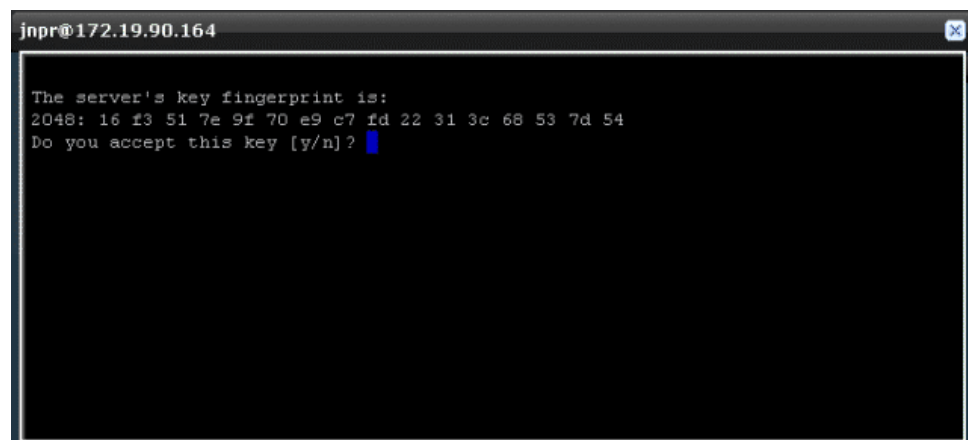 jnpr@172.19.90.164
The server's key fingerprint is:
2048: 16 f3 51 7e 9f 70 e9 c7 fd 22 31 3c 68 53 7d 54
Do you accept this key [y/n]?